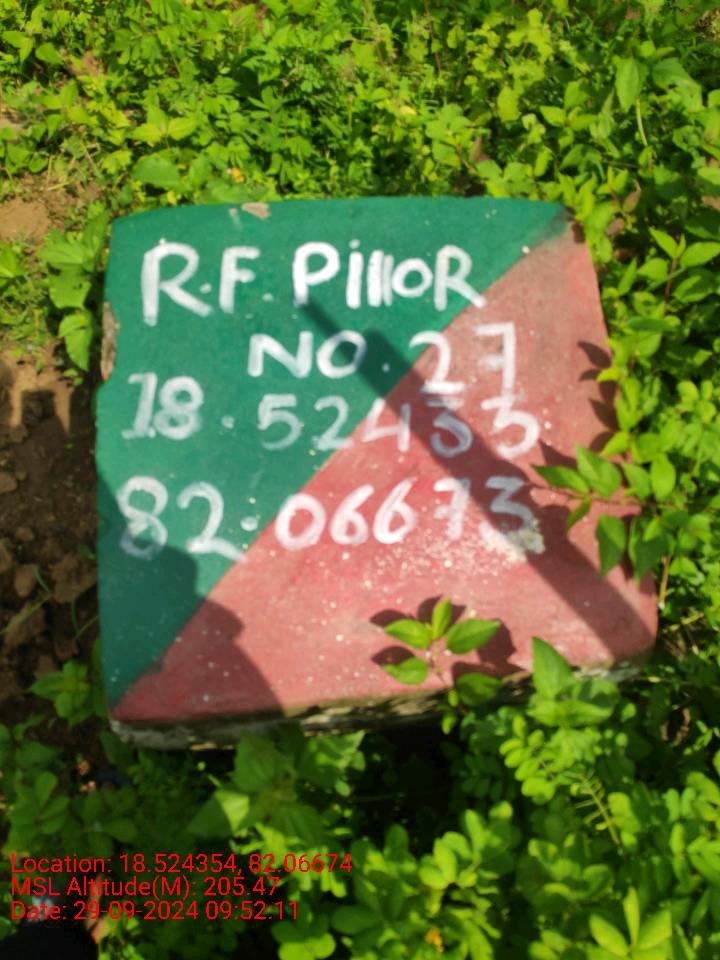 R.F. PilloR
NO. 27
18.52433
82.06673
Location: 18.524354, 82.06674
MSL Altitude(M): 205.47
Date: 29-09-2024 09:52:11